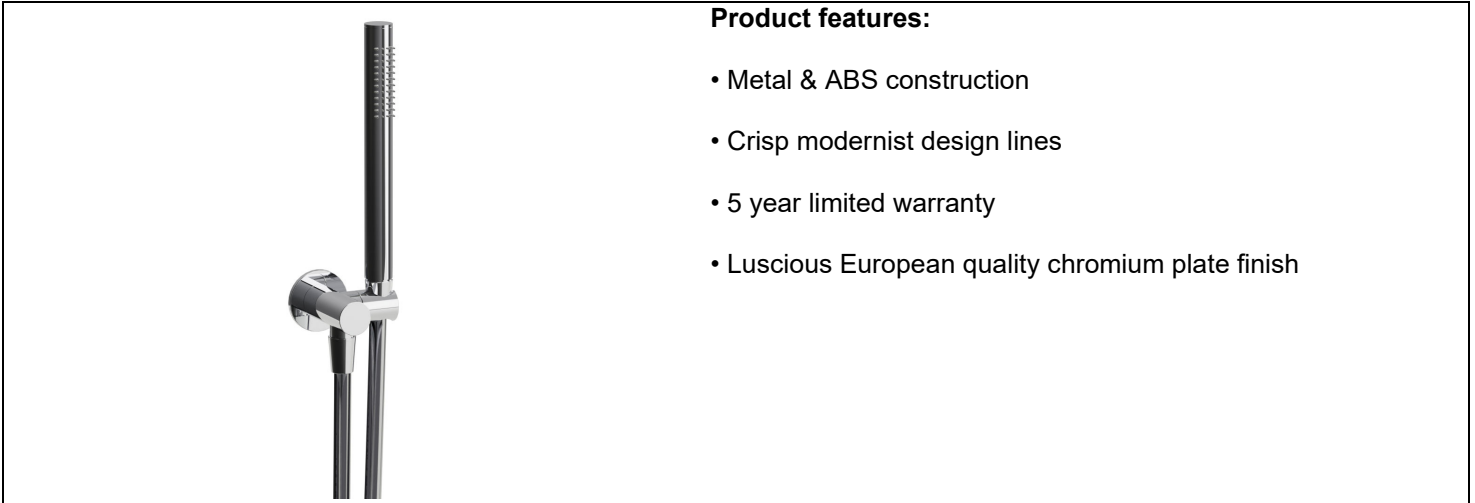 Product features:
• Metal & ABS construction
• Crisp modernist design lines
• 5 year limited warranty
• Luscious European quality chromium plate finish